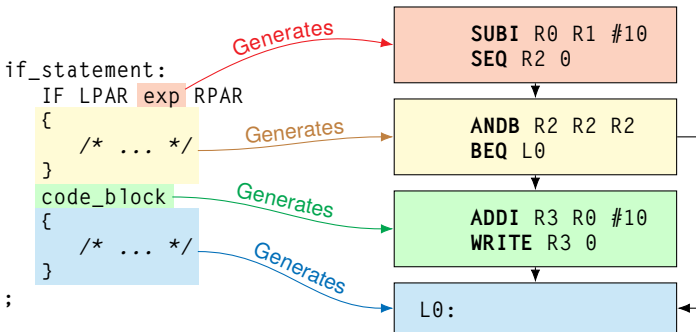 if_statement:
IF LPAR exp RPAR
{
/* ... */
}
code_block
{
/* ... */
}
;
Generates
Generates
Generates
Generates
SUBI R0 R1 #10
SEQ R2 0
ANDB R2 R2 R2
BEQ L0
ADDI R3 R0 #10
WRITE R3 0
L0: